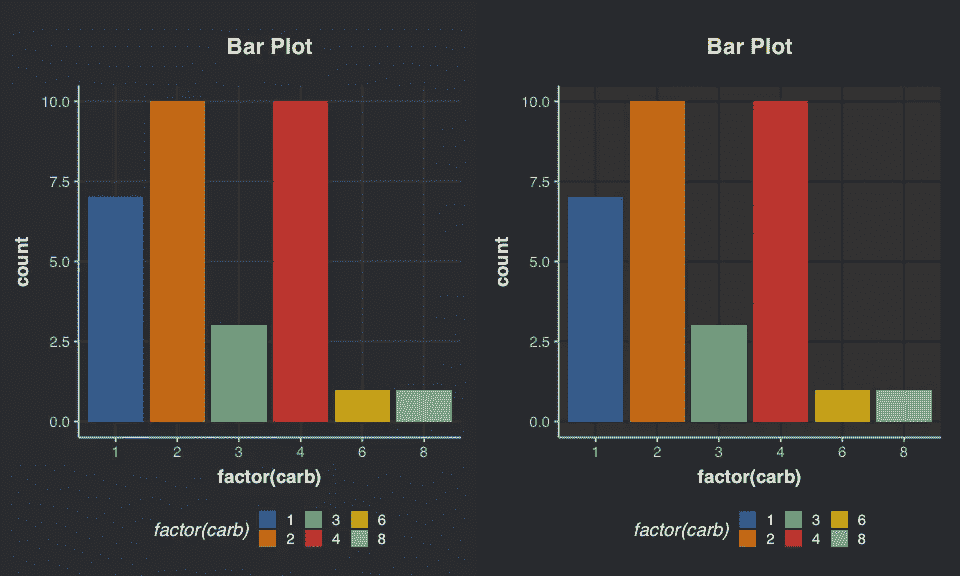 Bar Plot
10.0
7.5
5.0
2.5
0.0
count
1 2 3 4 6 8
factor(carb)
factor(carb) 1 3 6
2 4 8
Bar Plot
10.0
7.5
5.0
2.5
0.0
count
1 2 3 4 6 8
factor(carb)
factor(carb) 1 3 6
2 4 8